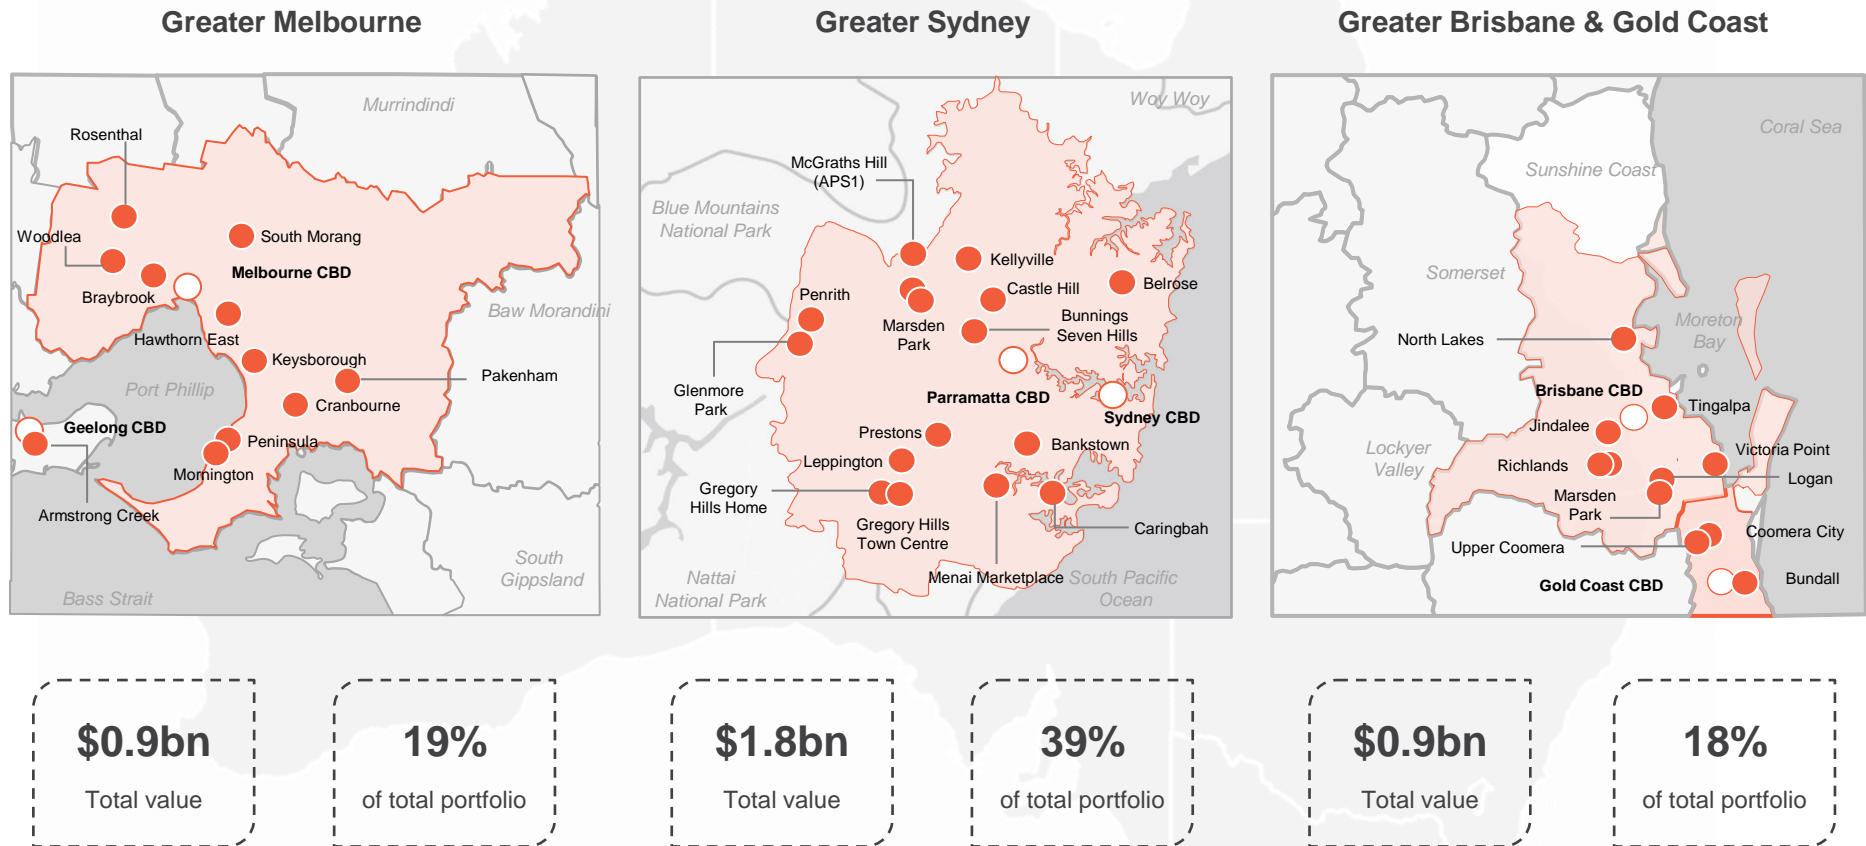 Greater Melbourne
Murrindindi
Rosenthal
Woodlea
South Morang
Melbourne CBD
Braybrook
Baw Morandini
Hawthorn East
Keysborough
Pakenham
Port Phillip
Cranbourne
Geelong CBD
Peninsula
Mornington
Armstrong Creek
South
Gippsland
Bass Strait
$0.9bn
Total value
19%
of total portfolio
Greater Sydney
Woy Woy
McGraths Hill
(APS1)
Blue Mountains
National Park
Kellyville
Belrose
Penrith
Castle Hill
Marsden
Park
Bunnings
Seven Hills
Glenmore
Park
Parramatta CBD
Sydney CBD
Prestons
Bankstown
Leppington
Gregory
Hills Home
Gregory Hills
Town Centre
Caringbah
Menai Marketplace
Nattai
National Park
South Pacific
Ocean
$1.8bn
Total value
39%
of total portfolio
Greater Brisbane & Gold Coast
Coral Sea
Sunshine Coast
Somerset
Moreton
Bay
North Lakes
Brisbane CBD
Tingalpa
Jindalee
Lockyer
Valley
Victoria Point
Richlands
Logan
Marsden
Park
Coomera City
Upper Coomera
Gold Coast CBD
Bundall
$0.9bn
Total value
18%
of total portfolio